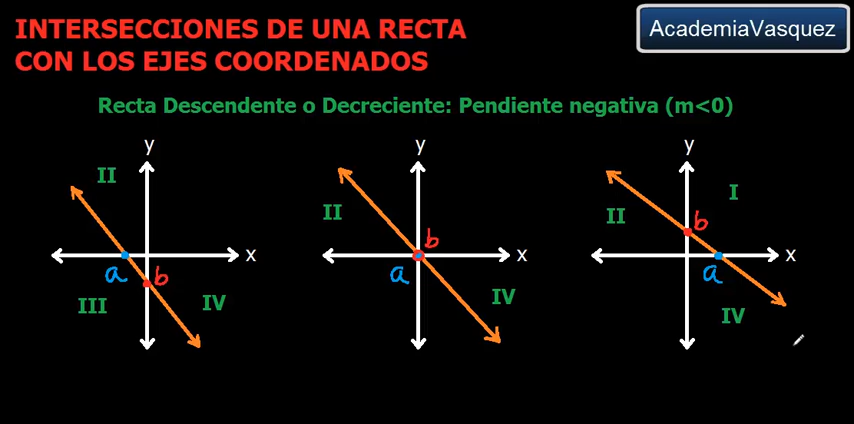 INTERSECCIONES DE UNA RECTA
CON LOS EJES COORDENADOS
AcademiaVasquez
Recta Descendente o Decreciente: Pendiente negativa (m<0)
y
II
x
a
b
III
IV
y
II
b
x
a
IV
y
I
II
b
x
a
IV